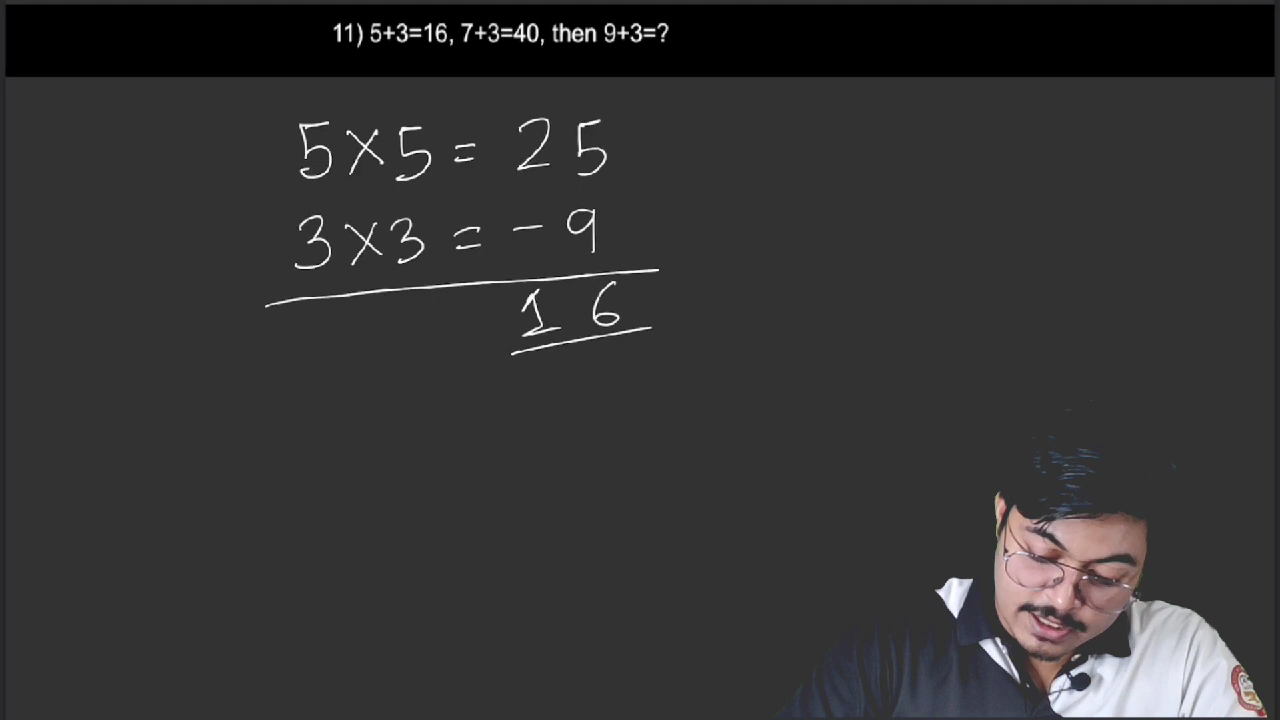 11) 5+3=16, 7+3=40, then 9+3=?
5×5= 25
3×3= -9
16